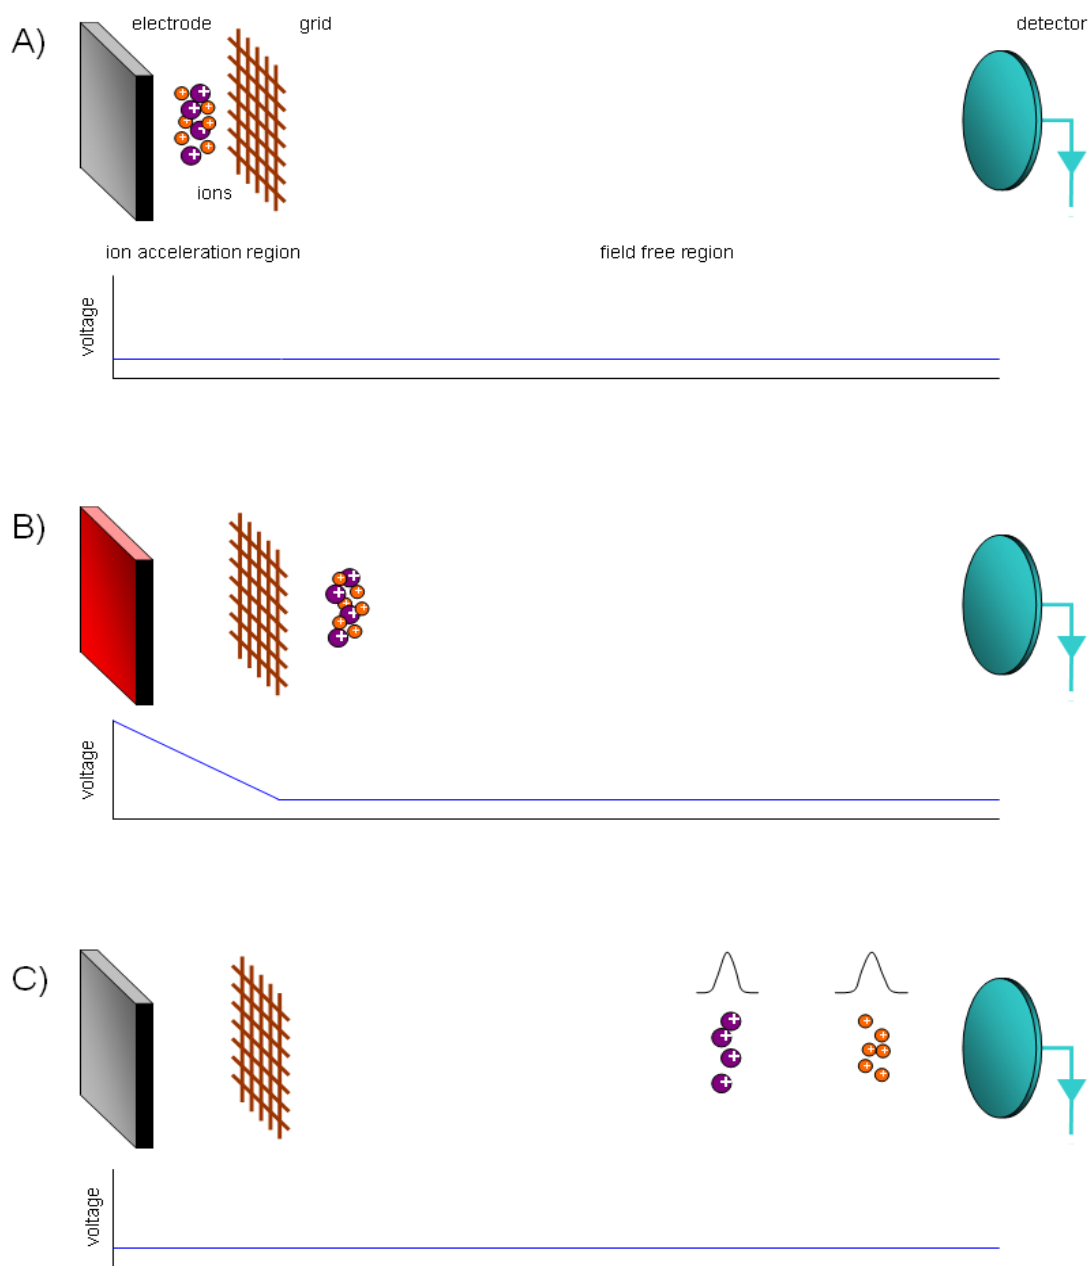 A)
electrode
grid
detector
ions
ion acceleration region
field free region
voltage
B)
voltage
C)
voltage